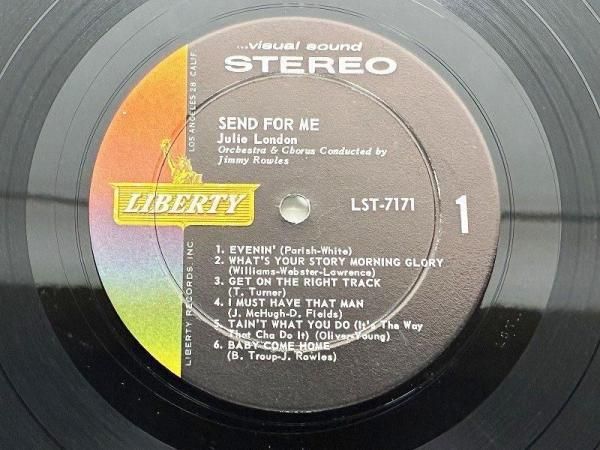 ...visual sound
STEREO
SEND FOR ME
Julie London
Orchestra & Chorus Conducted by
Jimmy Rowles
LIBERTY
LST-7171
1
1. EVENIN' (Parish-White)
2. WHAT'S YOUR STORY MORNING GLORY
(Williams-Webster-Lawrence)
3. GET ON THE RIGHT TRACK
(T. Turner)
4. I MUST HAVE THAT MAN
(J. McHugh-D. Fields)
5. TAIN'T WHAT YOU DO (It's The Way
That Cha Do It) (Oliver-Young)
6. BABY COME HOME
(B. Troup-J. Rowles)
LIBERTY RECORDS, INC.
LOS ANGELES 28, CALIF.